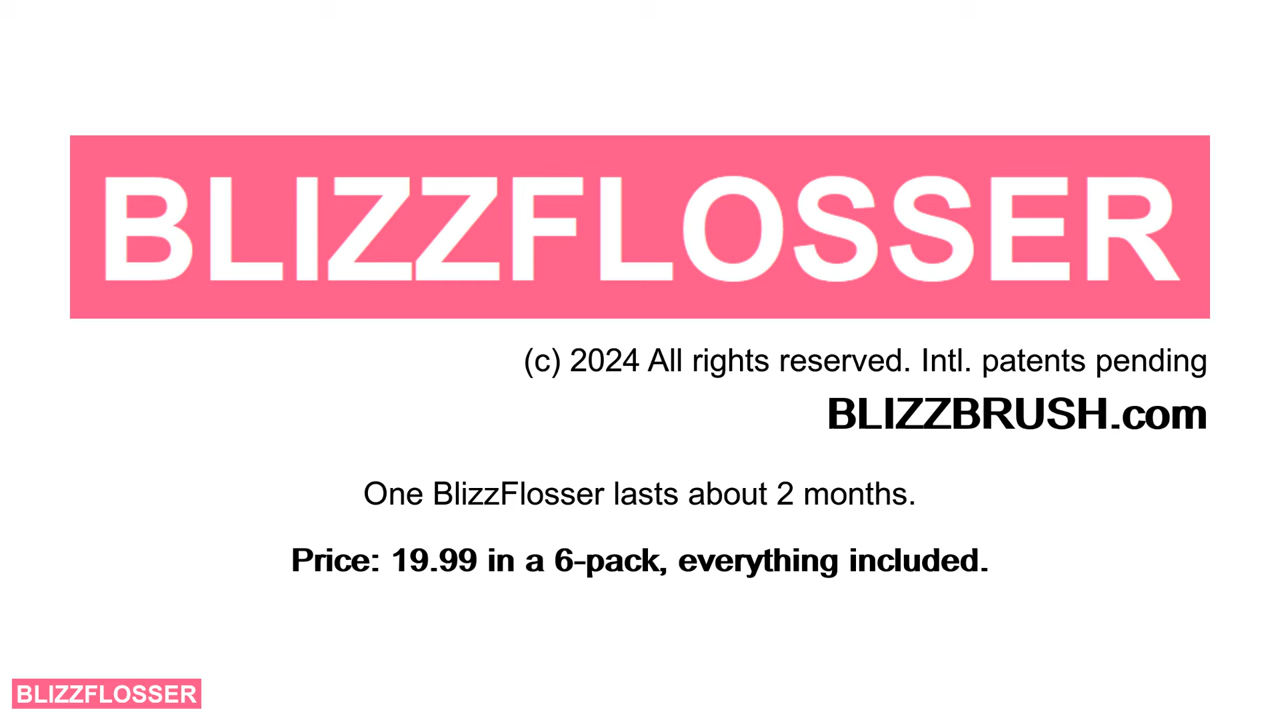 BLIZZFLOSSER
(c) 2024 All rights reserved. Intl. patents pending
BLIZZBRUSH.com
One BlizzFlosser lasts about 2 months.
Price: 19.99 in a 6-pack, everything included.
BLIZZFLOSSER